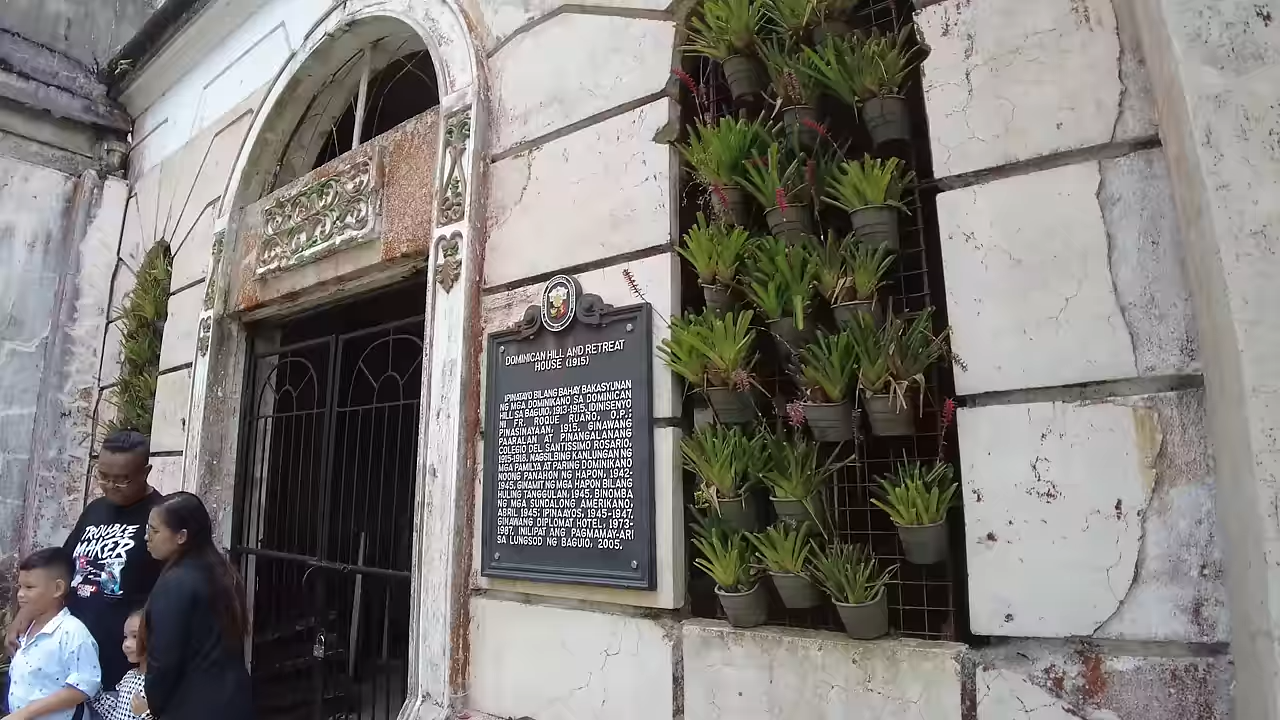 DOMINICAN HILL AND RETREAT
HOUSE (1915)
IPINATAYO BILANG BAHAY BAKASYUNAN
NG MGA DOMINIKANO SA DOMINICAN
HILL SA BAGUIO, 1913-1915. IDINISENYO
NI FR. ROQUE RUAÑO, O.P.;
PINASINAYAAN, 1915. GINAWANG
PAARALAN AT PINANGALANANG
COLEGIO DEL SANTISSIMO ROSARIO,
1915-1918. NAGSILBING KANLUNGAN NG
MGA PAMILYA AT PARING DOMINIKANO
NOONG PANAHON NG HAPON, 1942-
1945. GINAMIT NG MGA HAPON BILANG
HULING TANGGULAN, 1945. BINOMBA
NG MGA SUNDALONG AMERIKANO,
ABRIL 1945; IPINAAYOS, 1945-1947.
GINAWANG DIPLOMAT HOTEL, 1973-
1987. INILIPAT ANG PAGMAMAY-ARI
SA LUNGSOD NG BAGUIO, 2005.
TROUBLE
MAKER